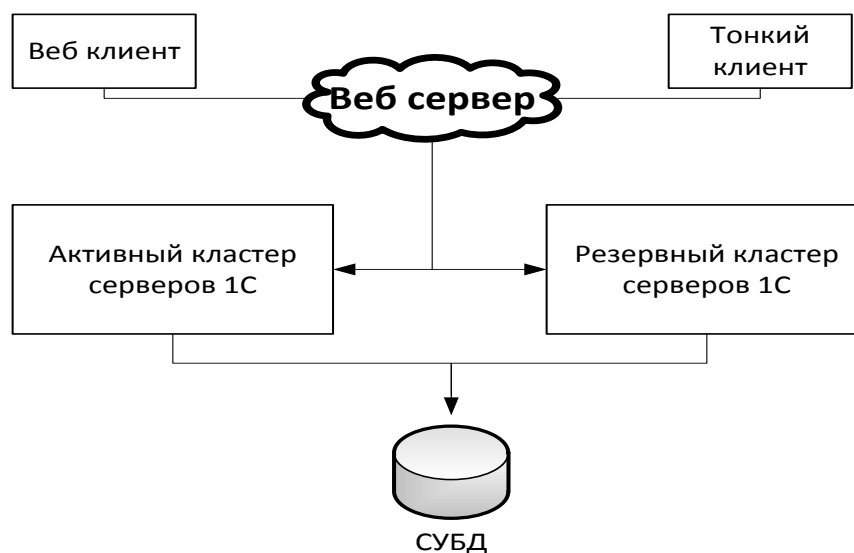 Веб клиент
Тонкий
клиент
Веб сервер
Активный кластер
серверов 1С
Резервный кластер
серверов 1С
СУБД